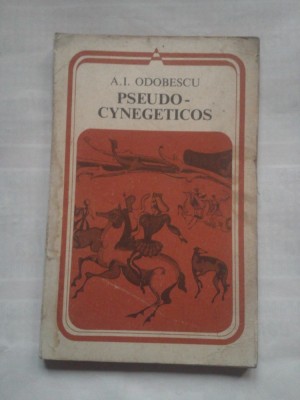 A.I. ODOBESCU
PSEUDO-
CYNEGETICOS